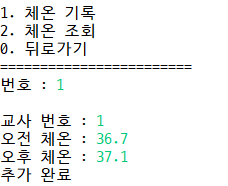 1. 체온 기록
2. 체온 조회
0. 뒤로가기
========================
번호 : 1
교사 번호 : 1
오전 체온 : 36.7
오후 체온 : 37.1
추가 완료